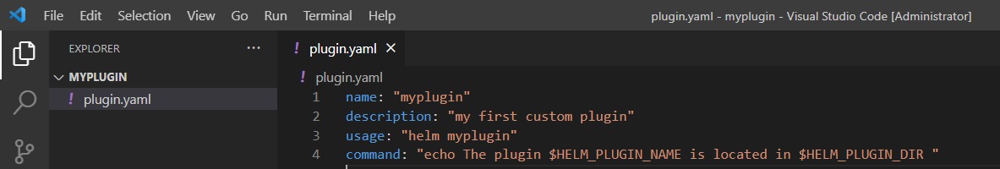 File Edit Selection View Go Run Terminal Help plugin.yaml - myplugin - Visual Studio Code [Administrator]
EXPLORER ···
MYPLUGIN
! plugin.yaml
! plugin.yaml ×
! plugin.yaml
1 name: "myplugin"
2 description: "my first custom plugin"
3 usage: "helm myplugin"
4 command: "echo The plugin $HELM_PLUGIN_NAME is located in $HELM_PLUGIN_DIR "